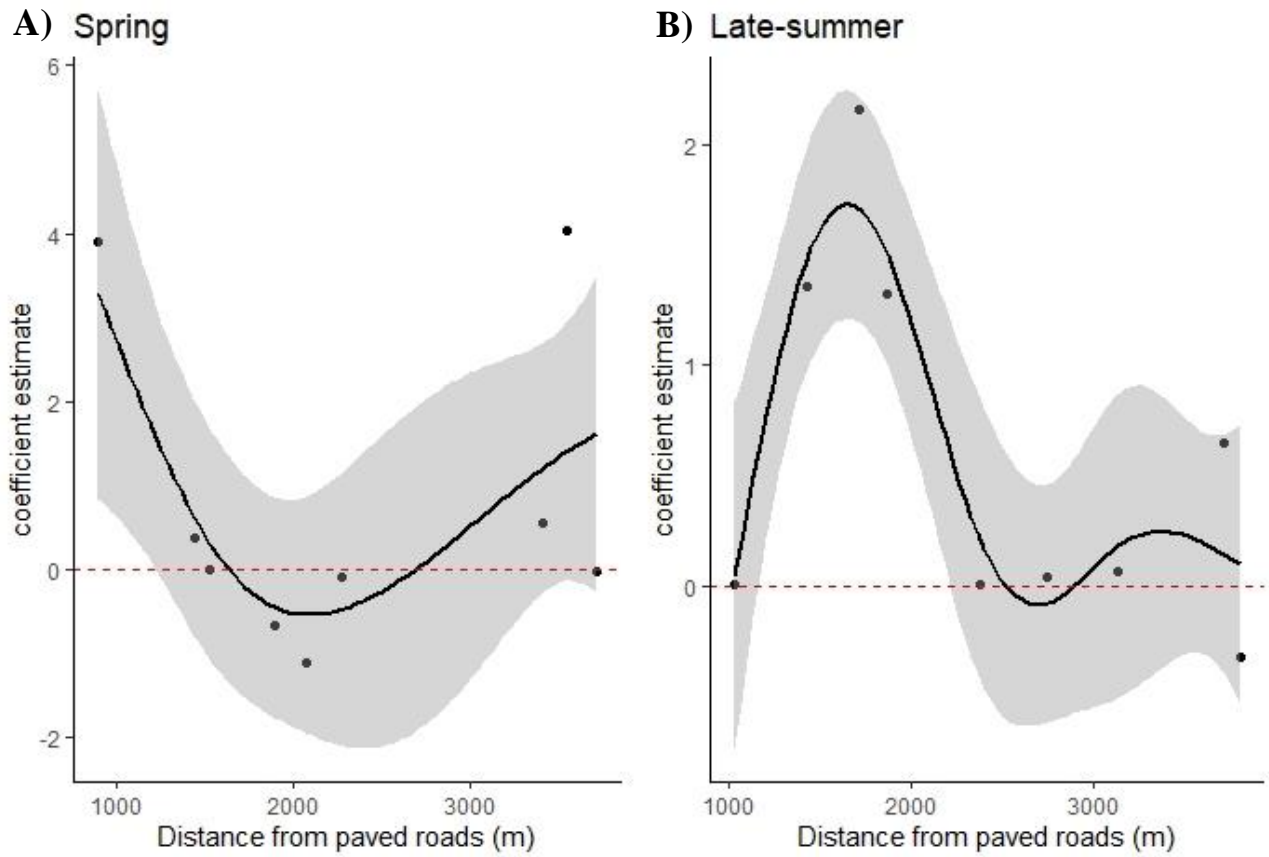 A) Spring
6
4
2
0
-2
coefficient estimate
1000 2000 3000
Distance from paved roads (m)
B) Late-summer
2
1
0
coefficient estimate
1000 2000 3000
Distance from paved roads (m)